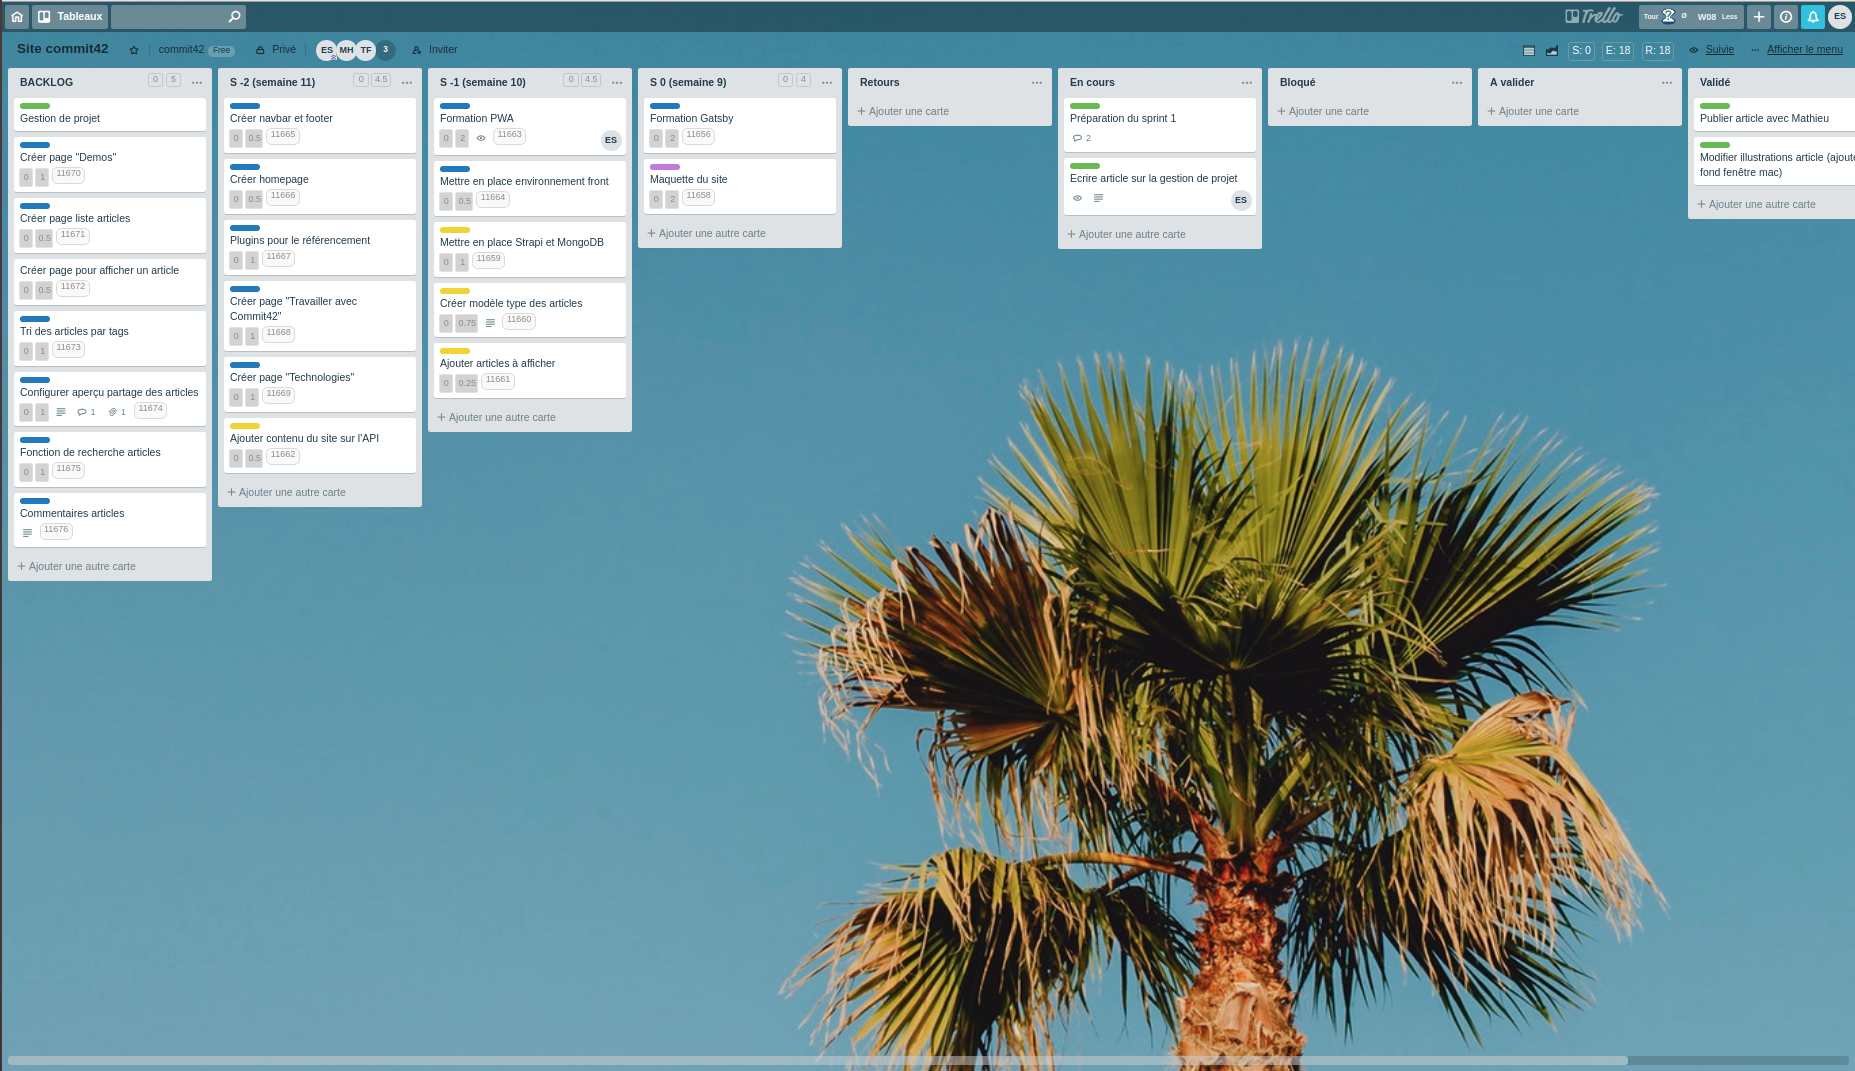 Tableaux
Trello
Tour
W08 Less
ES
Site commit42
commit42 Free
Privé
ES MH TF 3
Inviter
S: 0 E: 18 R: 18
Suivie
Afficher le menu
BACKLOG 0 5
Gestion de projet
Créer page "Demos"
0 1 11670
Créer page liste articles
0 0.5 11671
Créer page pour afficher un article
0 0.5 11672
Tri des articles par tags
0 1 11673
Configurer aperçu partage des articles
0 1 1 1 11674
Fonction de recherche articles
0 1 11675
Commentaires articles
11676
+ Ajouter une autre carte
S -2 (semaine 11) 0 4.5
Créer navbar et footer
0 0.5 11665
Créer homepage
0 0.5 11666
Plugins pour le référencement
0 1 11667
Créer page "Travailler avec
Commit42"
0 1 11668
Créer page "Technologies"
0 1 11669
Ajouter contenu du site sur l'API
0 0.5 11662
+ Ajouter une autre carte
S -1 (semaine 10) 0 4.5
Formation PWA
0 2 11663
ES
Mettre en place environnement front
0 0.5 11664
Mettre en place Strapi et MongoDB
0 1 11659
Créer modèle type des articles
0 0.75 11660
Ajouter articles à afficher
0 0.25 11661
+ Ajouter une autre carte
S 0 (semaine 9) 0 4
Formation Gatsby
0 2 11656
Maquette du site
0 2 11658
+ Ajouter une autre carte
Retours
+ Ajouter une carte
En cours
Préparation du sprint 1
2
Ecrire article sur la gestion de projet
ES
+ Ajouter une autre carte
Bloqué
+ Ajouter une carte
A valider
+ Ajouter une carte
Validé
Publier article avec Mathieu
Modifier illustrations article (ajoute
fond fenêtre mac)
+ Ajouter une autre carte